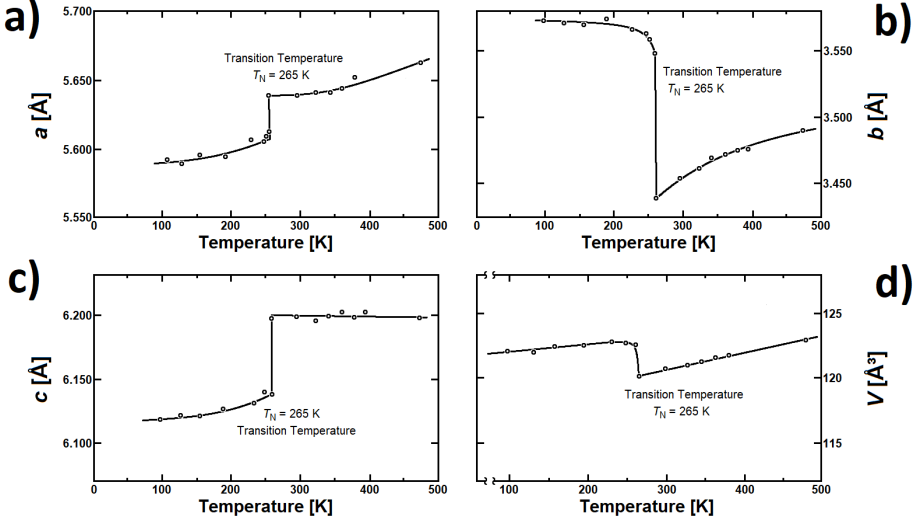 a)
5.700
5.650
5.600
5.550
a [Å]
Transition Temperature
TN = 265 K
0 100 200 300 400 500
Temperature [K]
b)
3.550
3.500
3.450
b [Å]
Transition Temperature
TN = 265 K
0 100 200 300 400 500
Temperature [K]
c)
6.200
6.150
6.100
c [Å]
TN = 265 K
Transition Temperature
0 100 200 300 400 500
Temperature [K]
d)
125
120
115
V [Å³]
Transition Temperature
TN = 265 K
100 200 300 400 500
Temperature [K]